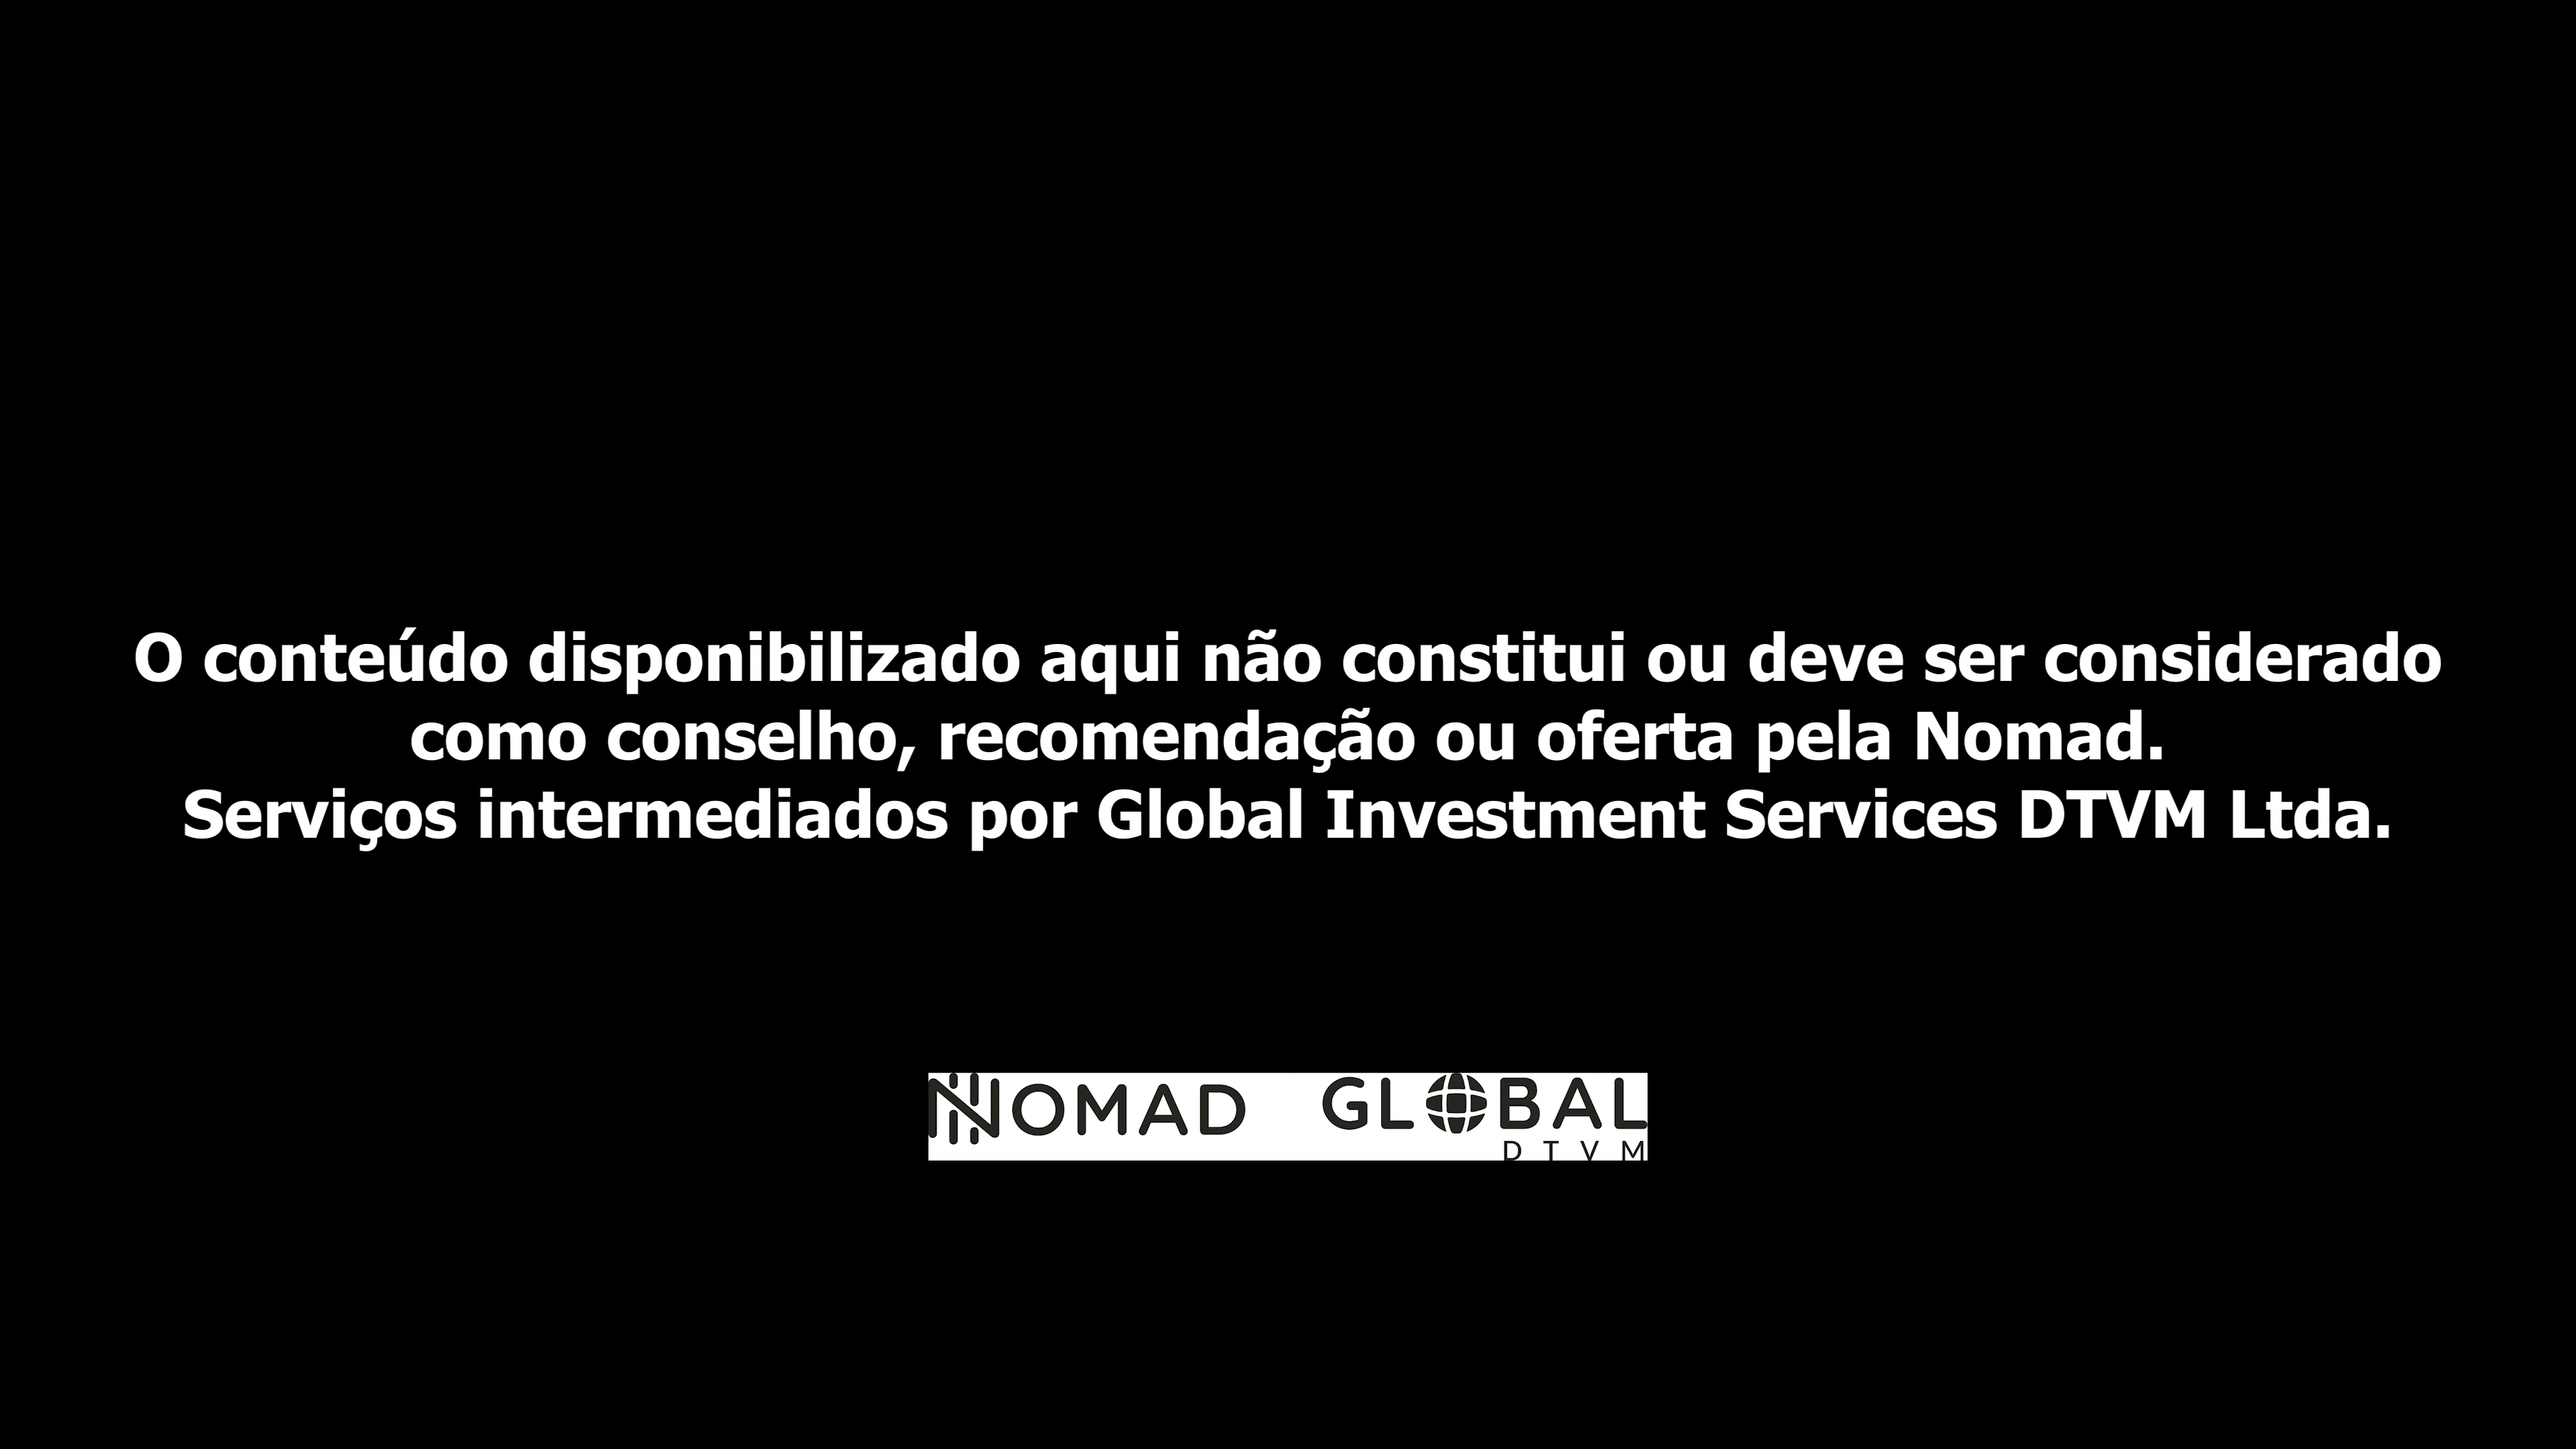 O conteúdo disponibilizado aqui não constitui ou deve ser considerado
como conselho, recomendação ou oferta pela Nomad.
Serviços intermediados por Global Investment Services DTVM Ltda.
NOMAD GLOBAL
DTVM